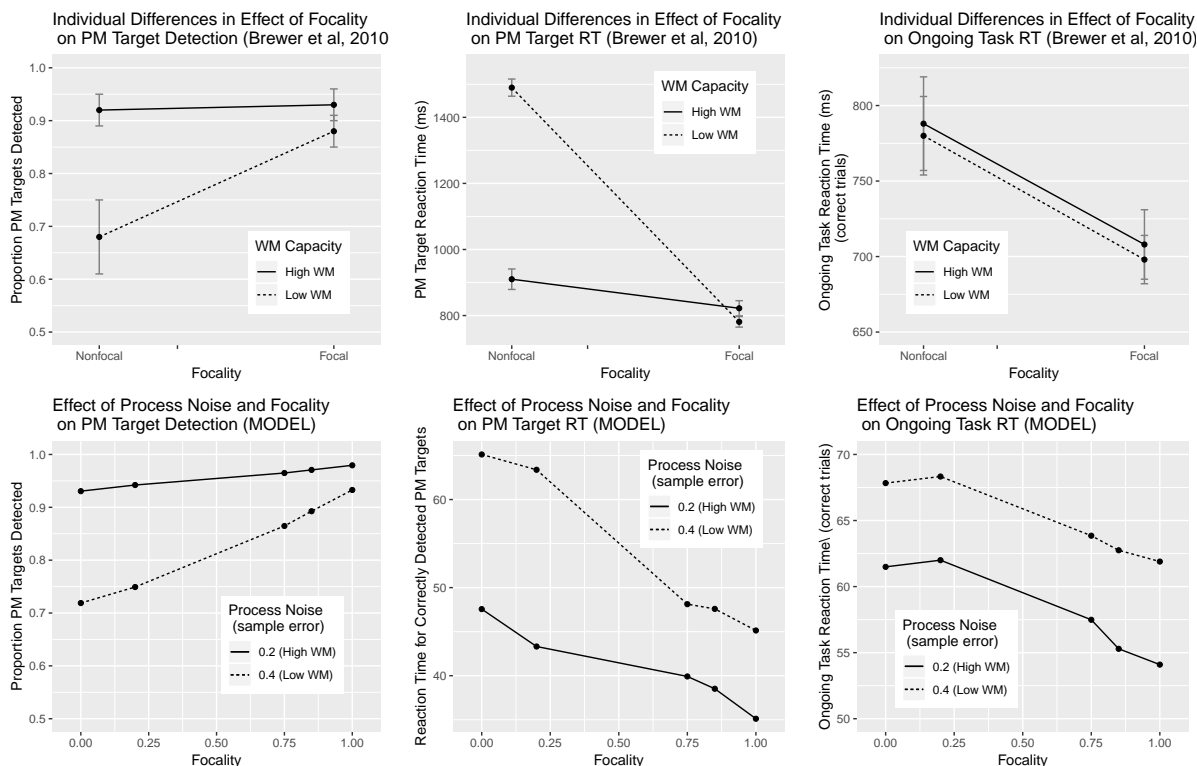 Individual Differences in Effect of Focality
on PM Target Detection (Brewer et al, 2010
Proportion PM Targets Detected
1.0
0.9
0.8
0.7
0.6
0.5
WM Capacity
High WM
Low WM
Nonfocal
Focal
Focality
Individual Differences in Effect of Focality
on PM Target RT (Brewer et al, 2010)
PM Target Reaction Time (ms)
1400
1200
1000
800
WM Capacity
High WM
Low WM
Nonfocal
Focal
Focality
Individual Differences in Effect of Focality
on Ongoing Task RT (Brewer et al, 2010)
Ongoing Task Reaction Time (ms)
(correct trials)
800
750
700
650
WM Capacity
High WM
Low WM
Nonfocal
Focal
Focality
Effect of Process Noise and Focality
on PM Target Detection (MODEL)
Proportion PM Targets Detected
1.0
0.9
0.8
0.7
0.6
0.5
Process Noise
(sample error)
0.2 (High WM)
0.4 (Low WM)
0.00
0.25
0.50
0.75
1.00
Focality
Effect of Process Noise and Focality
on PM Target RT (MODEL)
Reaction Time for Correctly Detected PM Targets
60
50
40
Process Noise
(sample error)
0.2 (High WM)
0.4 (Low WM)
0.00
0.25
0.50
0.75
1.00
Focality
Effect of Process Noise and Focality
on Ongoing Task RT (MODEL)
Ongoing Task Reaction Time\ (correct trials)
70
65
60
55
50
Process Noise
(sample error)
0.2 (High WM)
0.4 (Low WM)
0.00
0.25
0.50
0.75
1.00
Focality